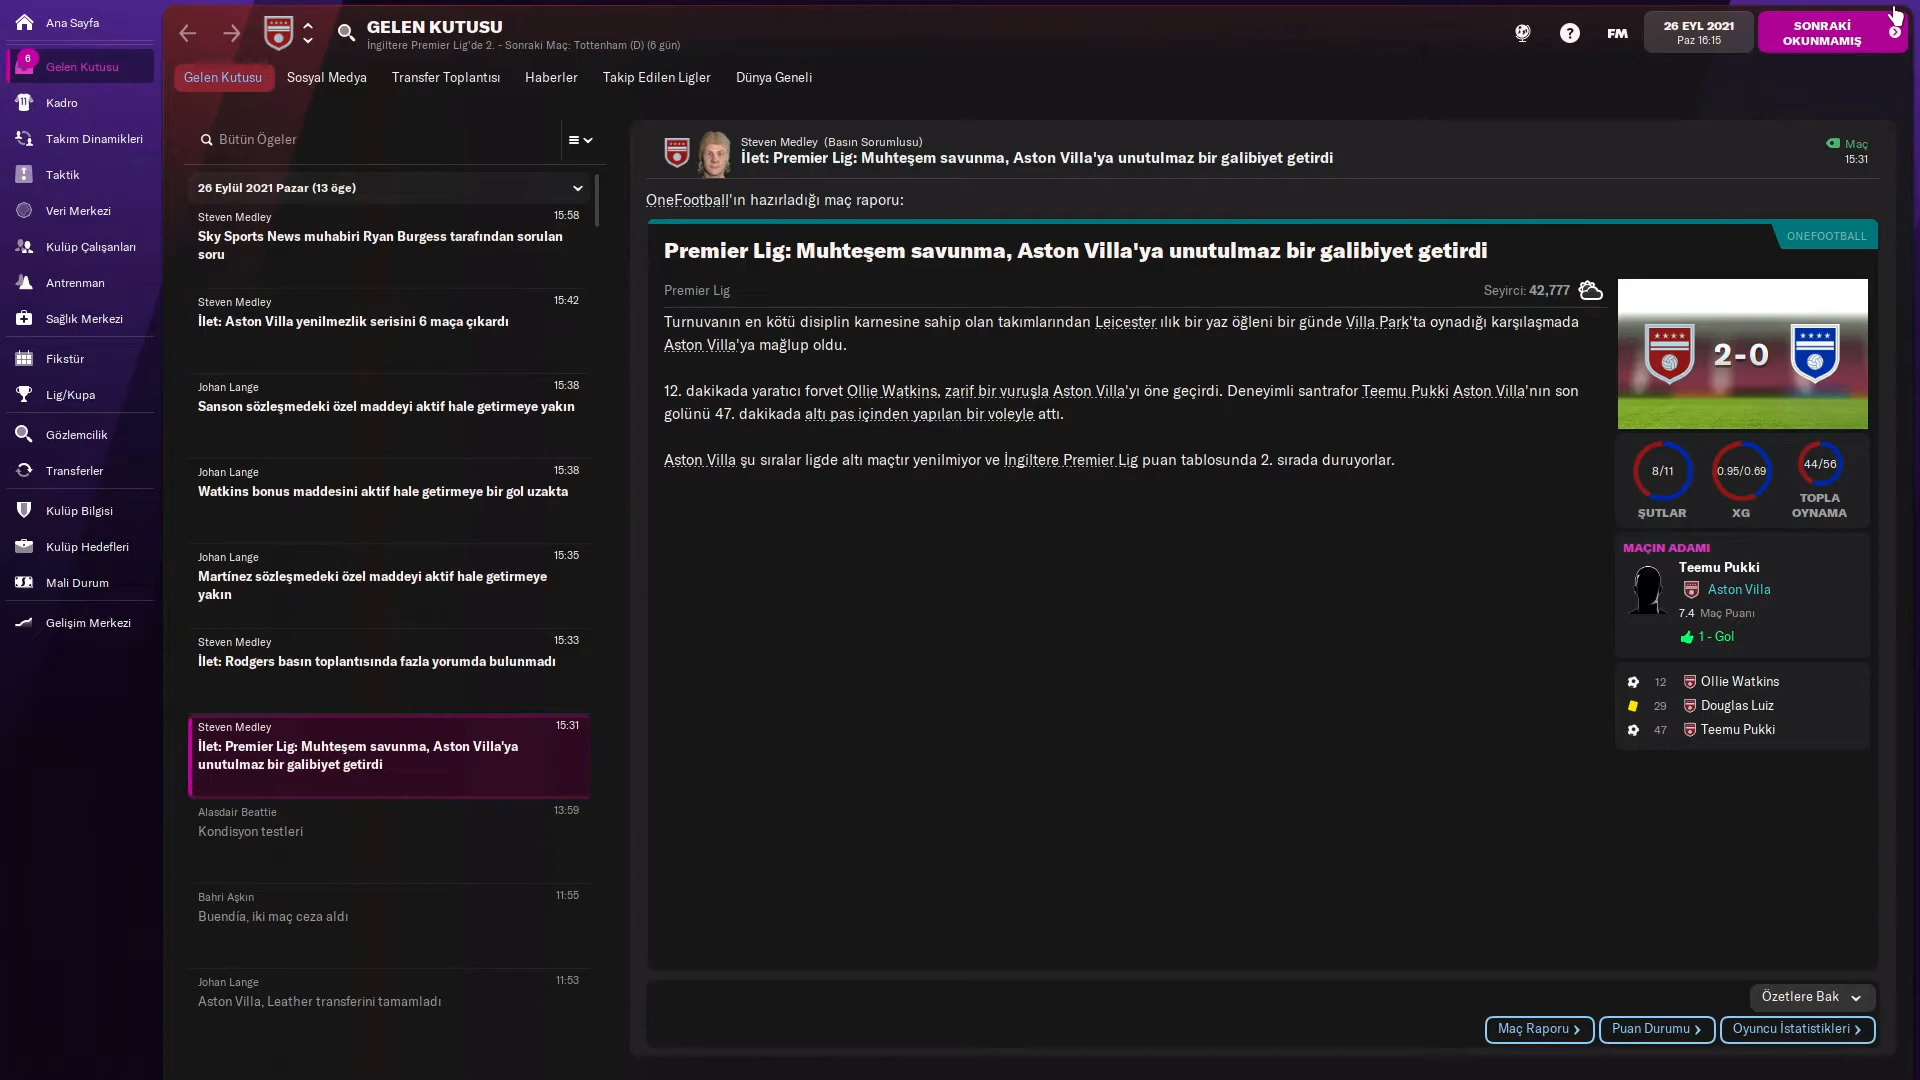 Ana Sayfa
6
Gelen Kutusu
Kadro
Takım Dinamikleri
Taktik
Veri Merkezi
Kulüp Çalışanları
Antrenman
Sağlık Merkezi
Fikstür
Lig/Kupa
Gözlemcilik
Transferler
Kulüp Bilgisi
Kulüp Hedefleri
Mali Durum
Gelişim Merkezi
GELEN KUTUSU
İngiltere Premier Lig'de 2. - Sonraki Maç: Tottenham (D) (6 gün)
FM
26 EYL 2021
Paz 16:15
SONRAKİ
OKUNMAMIŞ
Gelen Kutusu
Sosyal Medya
Transfer Toplantısı
Haberler
Takip Edilen Ligler
Dünya Geneli
Bütün Ögeler
26 Eylül 2021 Pazar (13 öge)
Steven Medley 15:58
Sky Sports News muhabiri Ryan Burgess tarafından sorulan
soru
Steven Medley 15:42
İlet: Aston Villa yenilmezlik serisini 6 maça çıkardı
Johan Lange 15:38
Sanson sözleşmedeki özel maddeyi aktif hale getirmeye yakın
Johan Lange 15:38
Watkins bonus maddesini aktif hale getirmeye bir gol uzakta
Johan Lange 15:35
Martínez sözleşmedeki özel maddeyi aktif hale getirmeye
yakın
Steven Medley 15:33
İlet: Rodgers basın toplantısında fazla yorumda bulunmadı
Steven Medley 15:31
İlet: Premier Lig: Muhteşem savunma, Aston Villa'ya
unutulmaz bir galibiyet getirdi
Alasdair Beattie 13:59
Kondisyon testleri
Bahri Aşkın 11:55
Buendía, iki maç ceza aldı
Johan Lange 11:53
Aston Villa, Leather transferini tamamladı
Steven Medley (Basın Sorumlusu)
İlet: Premier Lig: Muhteşem savunma, Aston Villa'ya unutulmaz bir galibiyet getirdi
Maç
15:31
OneFootball'ın hazırladığı maç raporu:
ONEFOOTBALL
Premier Lig: Muhteşem savunma, Aston Villa'ya unutulmaz bir galibiyet getirdi
Premier Lig
Seyirci: 42,777
Turnuvanın en kötü disiplin karnesine sahip olan takımlarından Leicester ılık bir yaz öğleni bir günde Villa Park'ta oynadığı karşılaşmada
Aston Villa'ya mağlup oldu.
12. dakikada yaratıcı forvet Ollie Watkins, zarif bir vuruşla Aston Villa'yı öne geçirdi. Deneyimli santrafor Teemu Pukki Aston Villa'nın son
golünü 47. dakikada altı pas içinden yapılan bir voleyle attı.
Aston Villa şu sıralar ligde altı maçtır yenilmiyor ve İngiltere Premier Lig puan tablosunda 2. sırada duruyorlar.
2-0
8/11
0.95/0.69
44/56
ŞUTLAR
XG
TOPLA
OYNAMA
MAÇIN ADAMI
Teemu Pukki
Aston Villa
7.4 Maç Puanı
1 - Gol
12 Ollie Watkins
29 Douglas Luiz
47 Teemu Pukki
Özetlere Bak
Maç Raporu
Puan Durumu
Oyuncu İstatistikleri